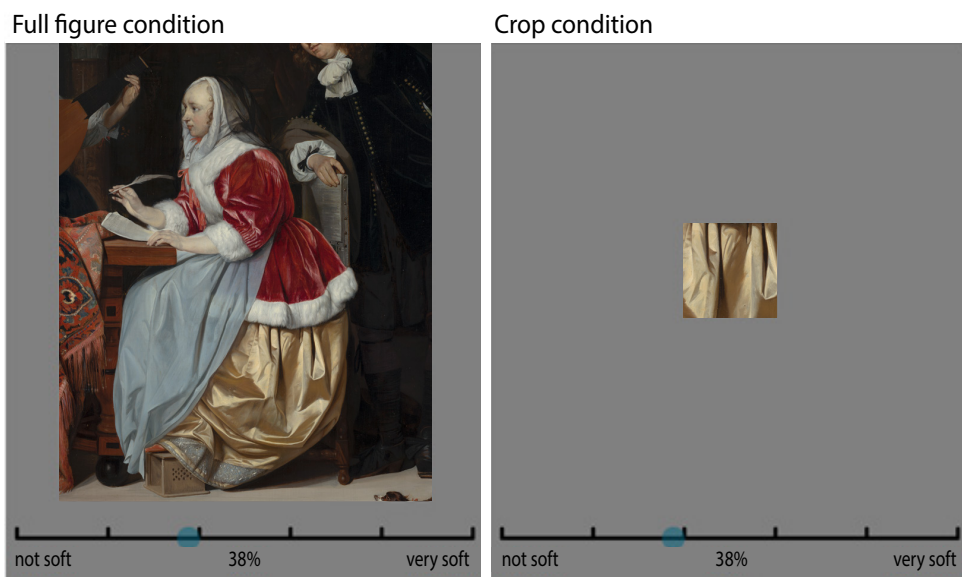 Full figure condition
Crop condition
not soft 38% very soft
not soft 38% very soft